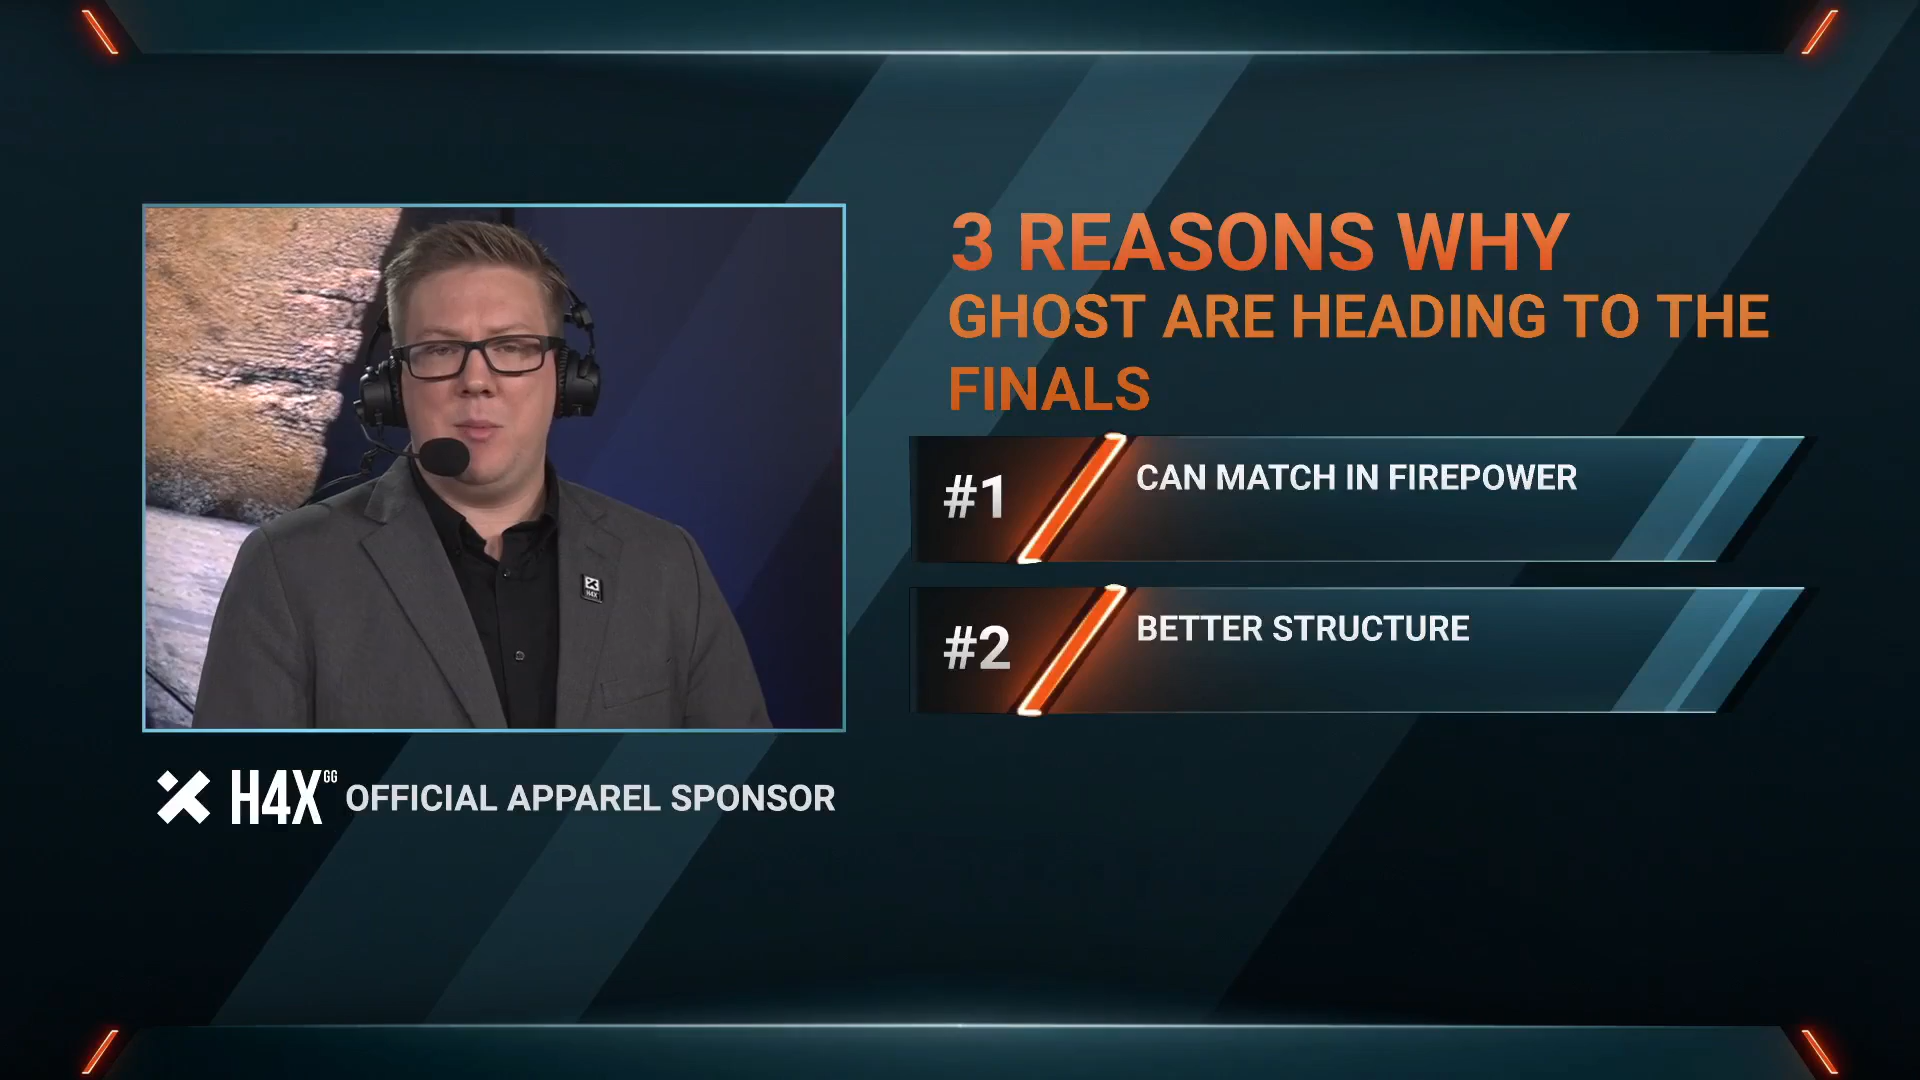 3 REASONS WHY
GHOST ARE HEADING TO THE
FINALS
#1 CAN MATCH IN FIREPOWER
#2 BETTER STRUCTURE
H4X
H4X GG OFFICIAL APPAREL SPONSOR